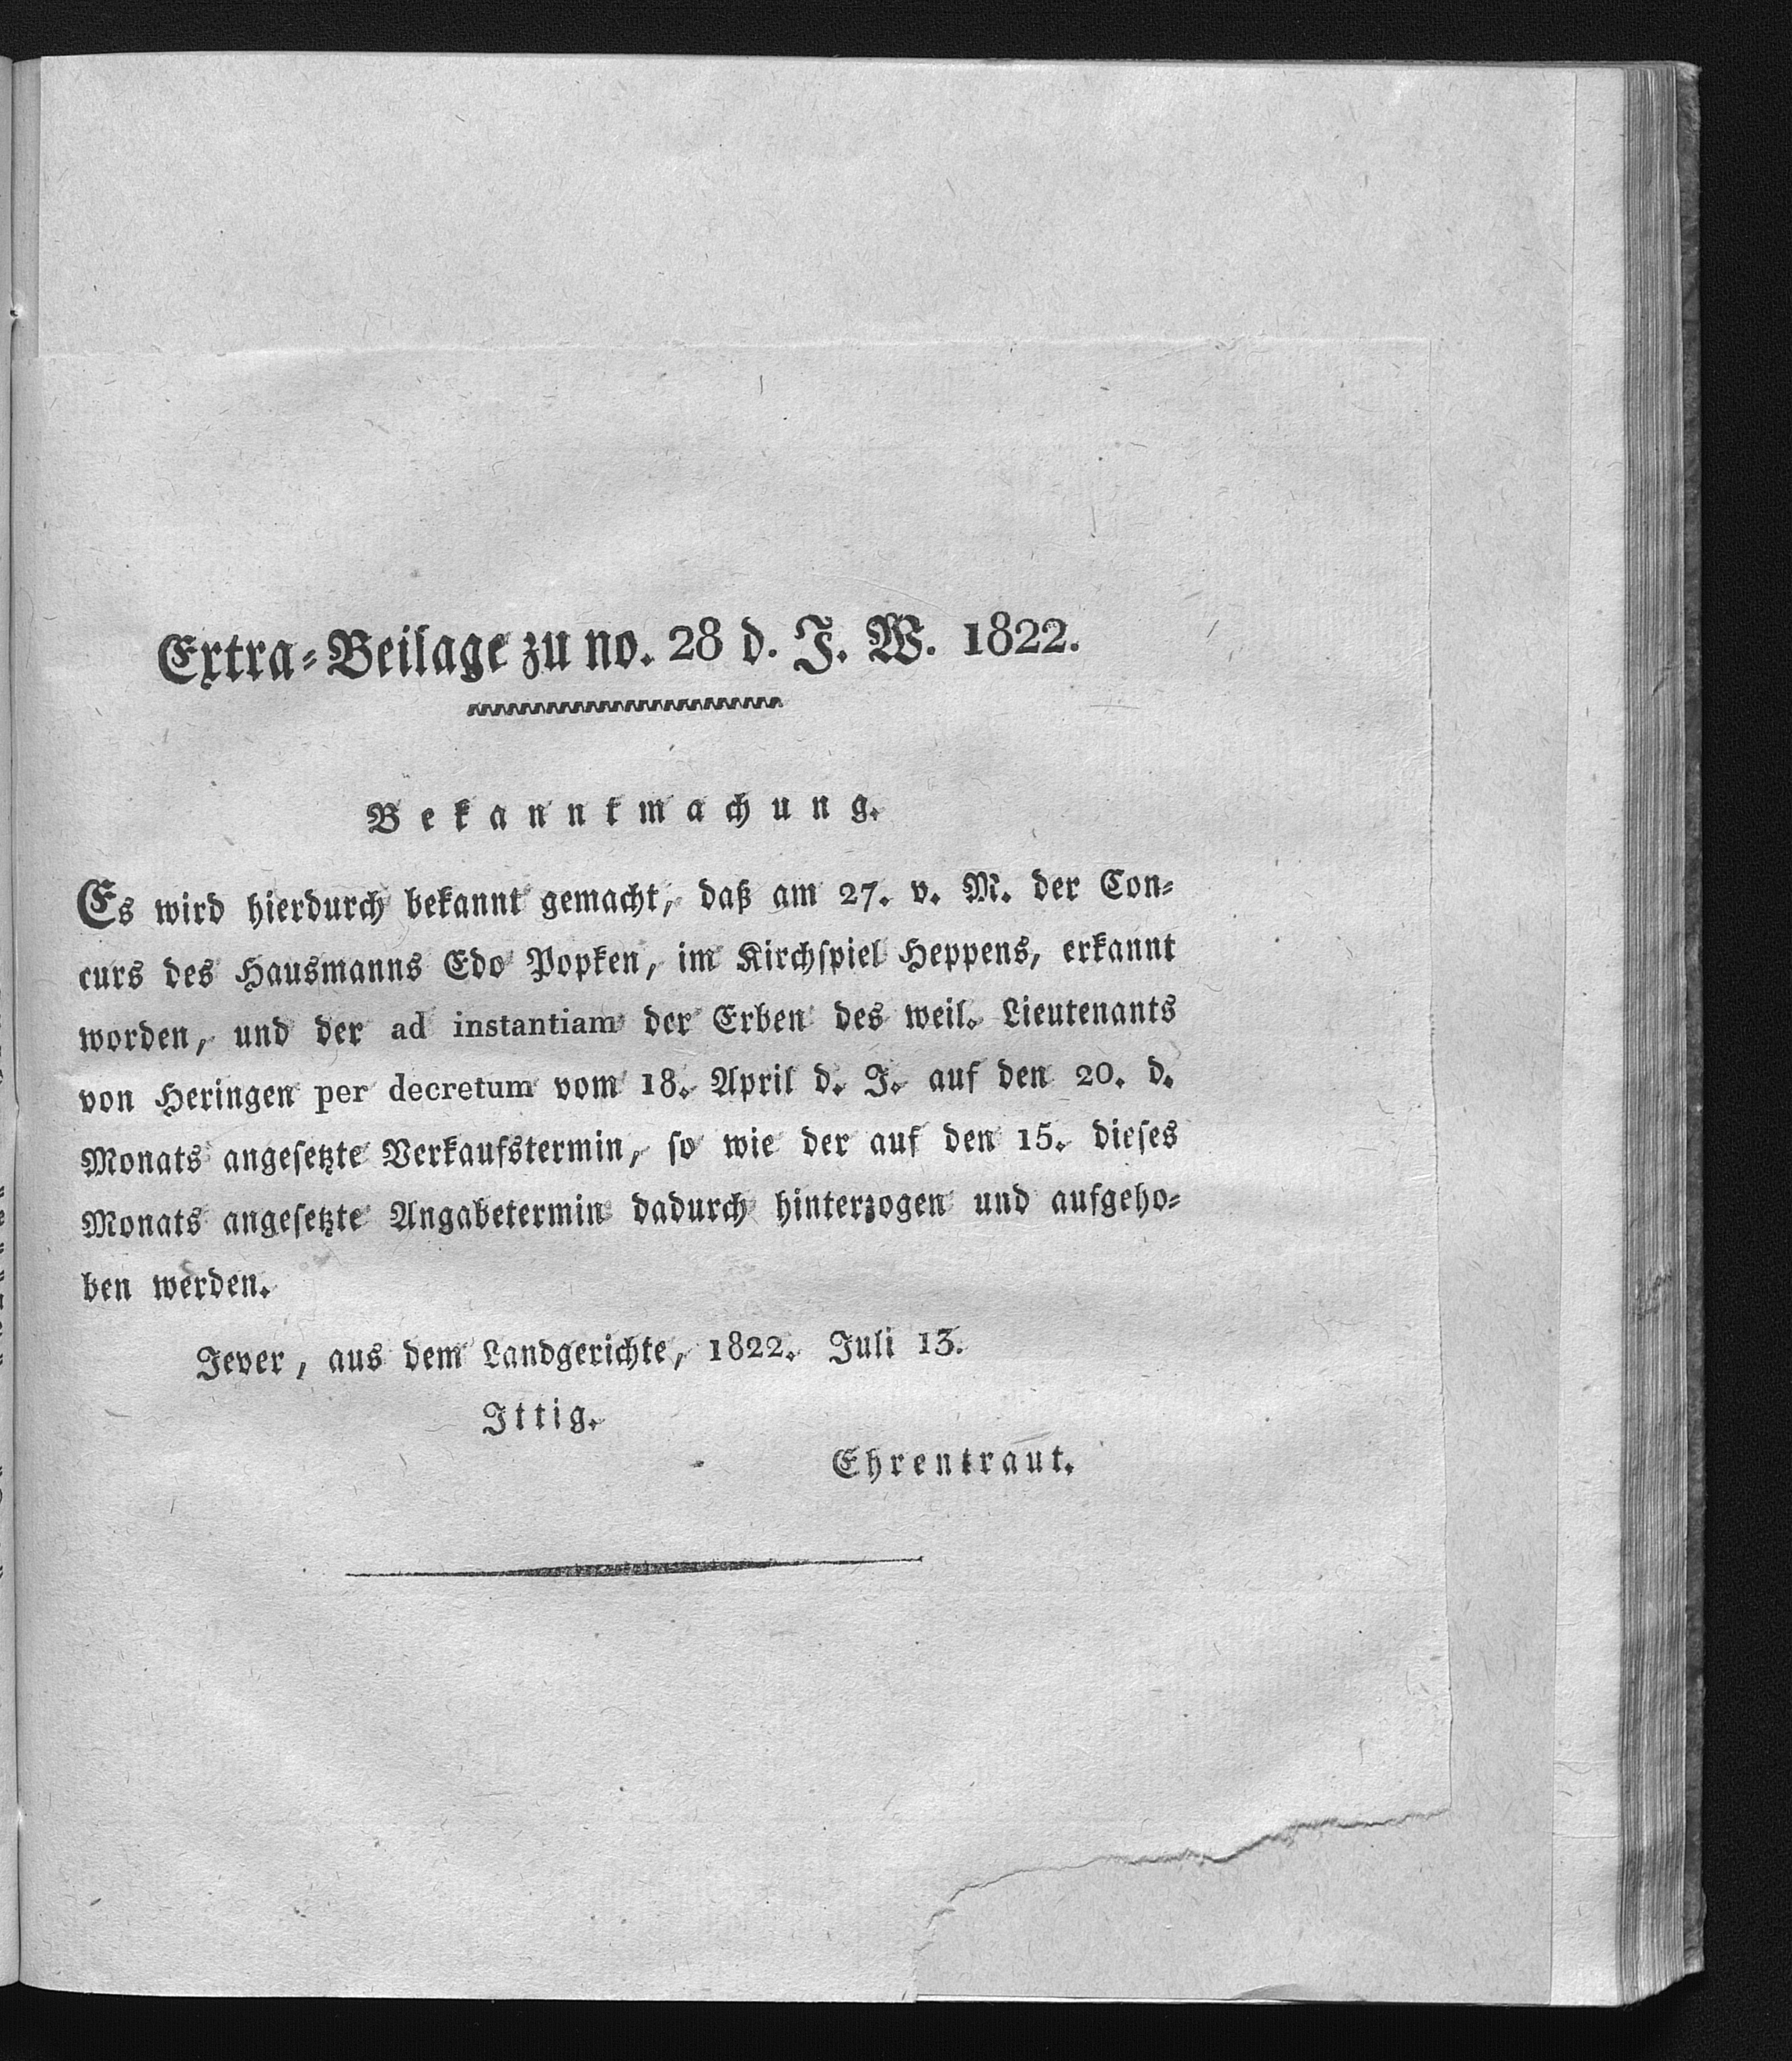 Extra-Beilage zu no. 28 d. J. W. 1822.
Bekanntmachung.
Es wird hierdurch bekannt gemacht, daß am 27. v. M. der Con-
curs des Hausmanns Edo Popken, im Kirchspiel Heppens, erkannt
worden, und der ad instantiam der Erben des weil. Lieutenants
von Heringen per decretum vom 18. April d. J. auf den 20. d.
Monats angesetzte Verkaufstermin, so wie der auf den 15. dieses
Monats angesetzte Angabetermin dadurch hinterzogen und aufgeho-
ben werden.
Jever, aus dem Landgerichte, 1822. Juli 13.
Ittig.
Ehrentraut.